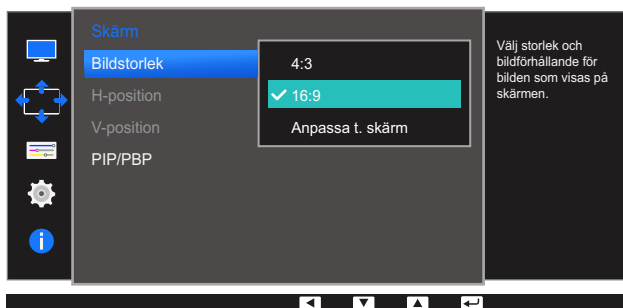 Skärm
Bildstorlek
4:3
16:9
Anpassa t. skärm
H-position
V-position
PIP/PBP
Välj storlek och
bildförhållande för
bilden som visas på
skärmen.